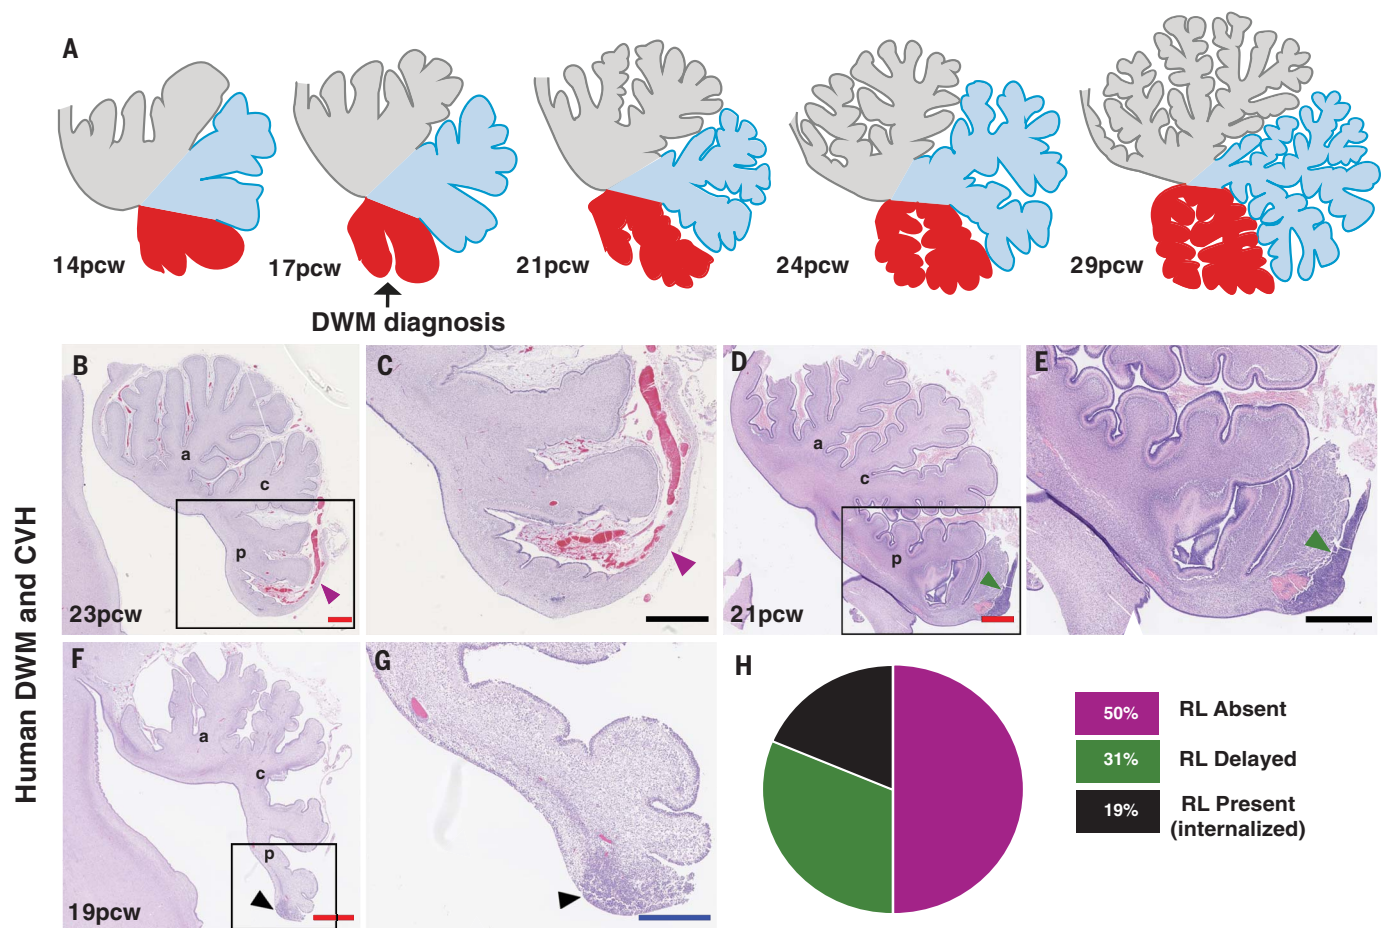 A
14pcw
17pcw
21pcw
24pcw
29pcw
DWM diagnosis
Human DWM and CVH
B
a
c
p
23pcw
C
D
a
c
p
21pcw
E
F
a
c
p
19pcw
G
H
50% RL Absent
31% RL Delayed
19% RL Present
(internalized)